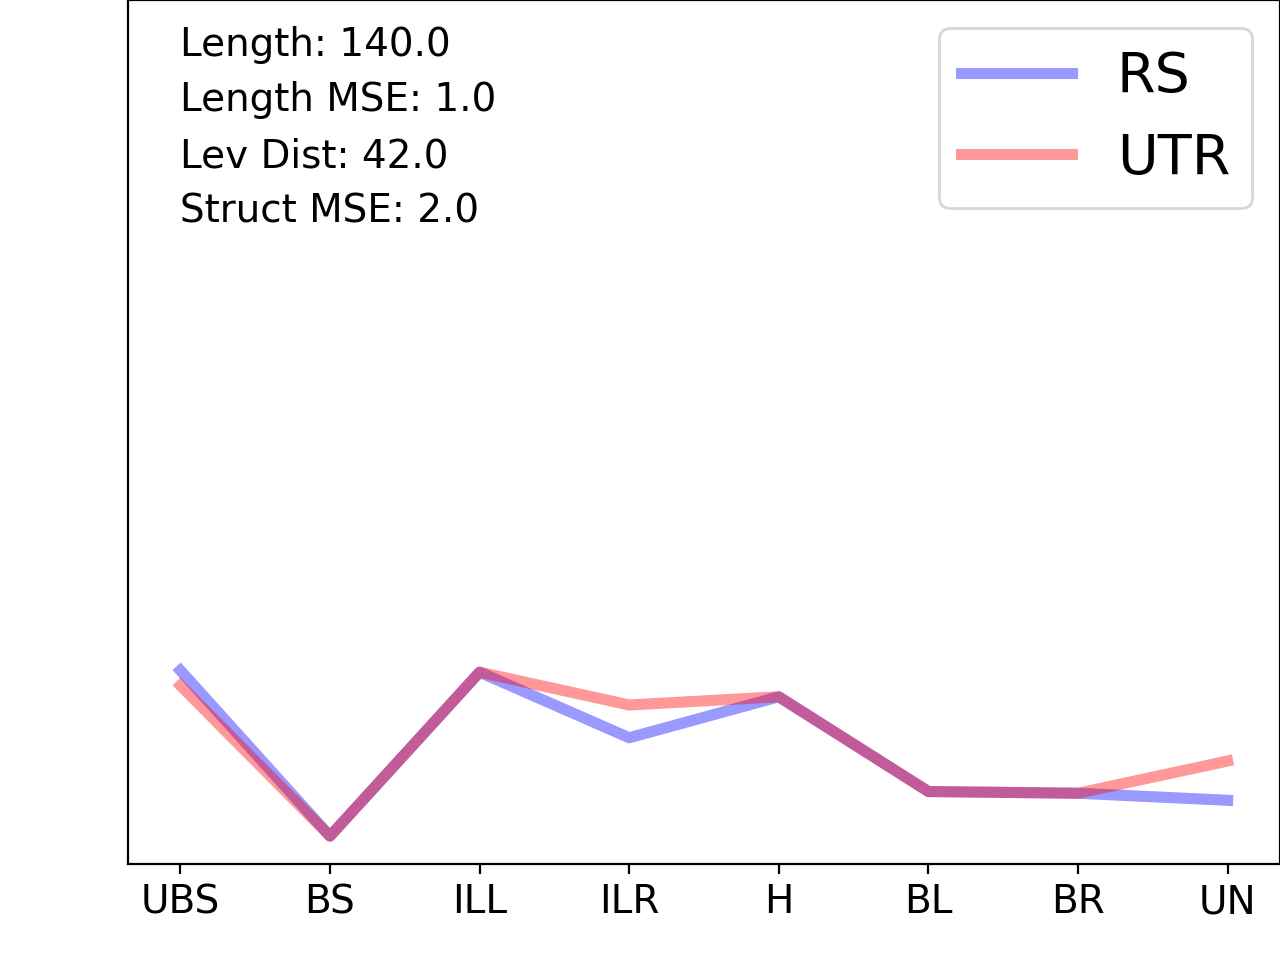 Length: 140.0
Length MSE: 1.0
Lev Dist: 42.0
Struct MSE: 2.0
RS
UTR
UBS BS ILL ILR H BL BR UN